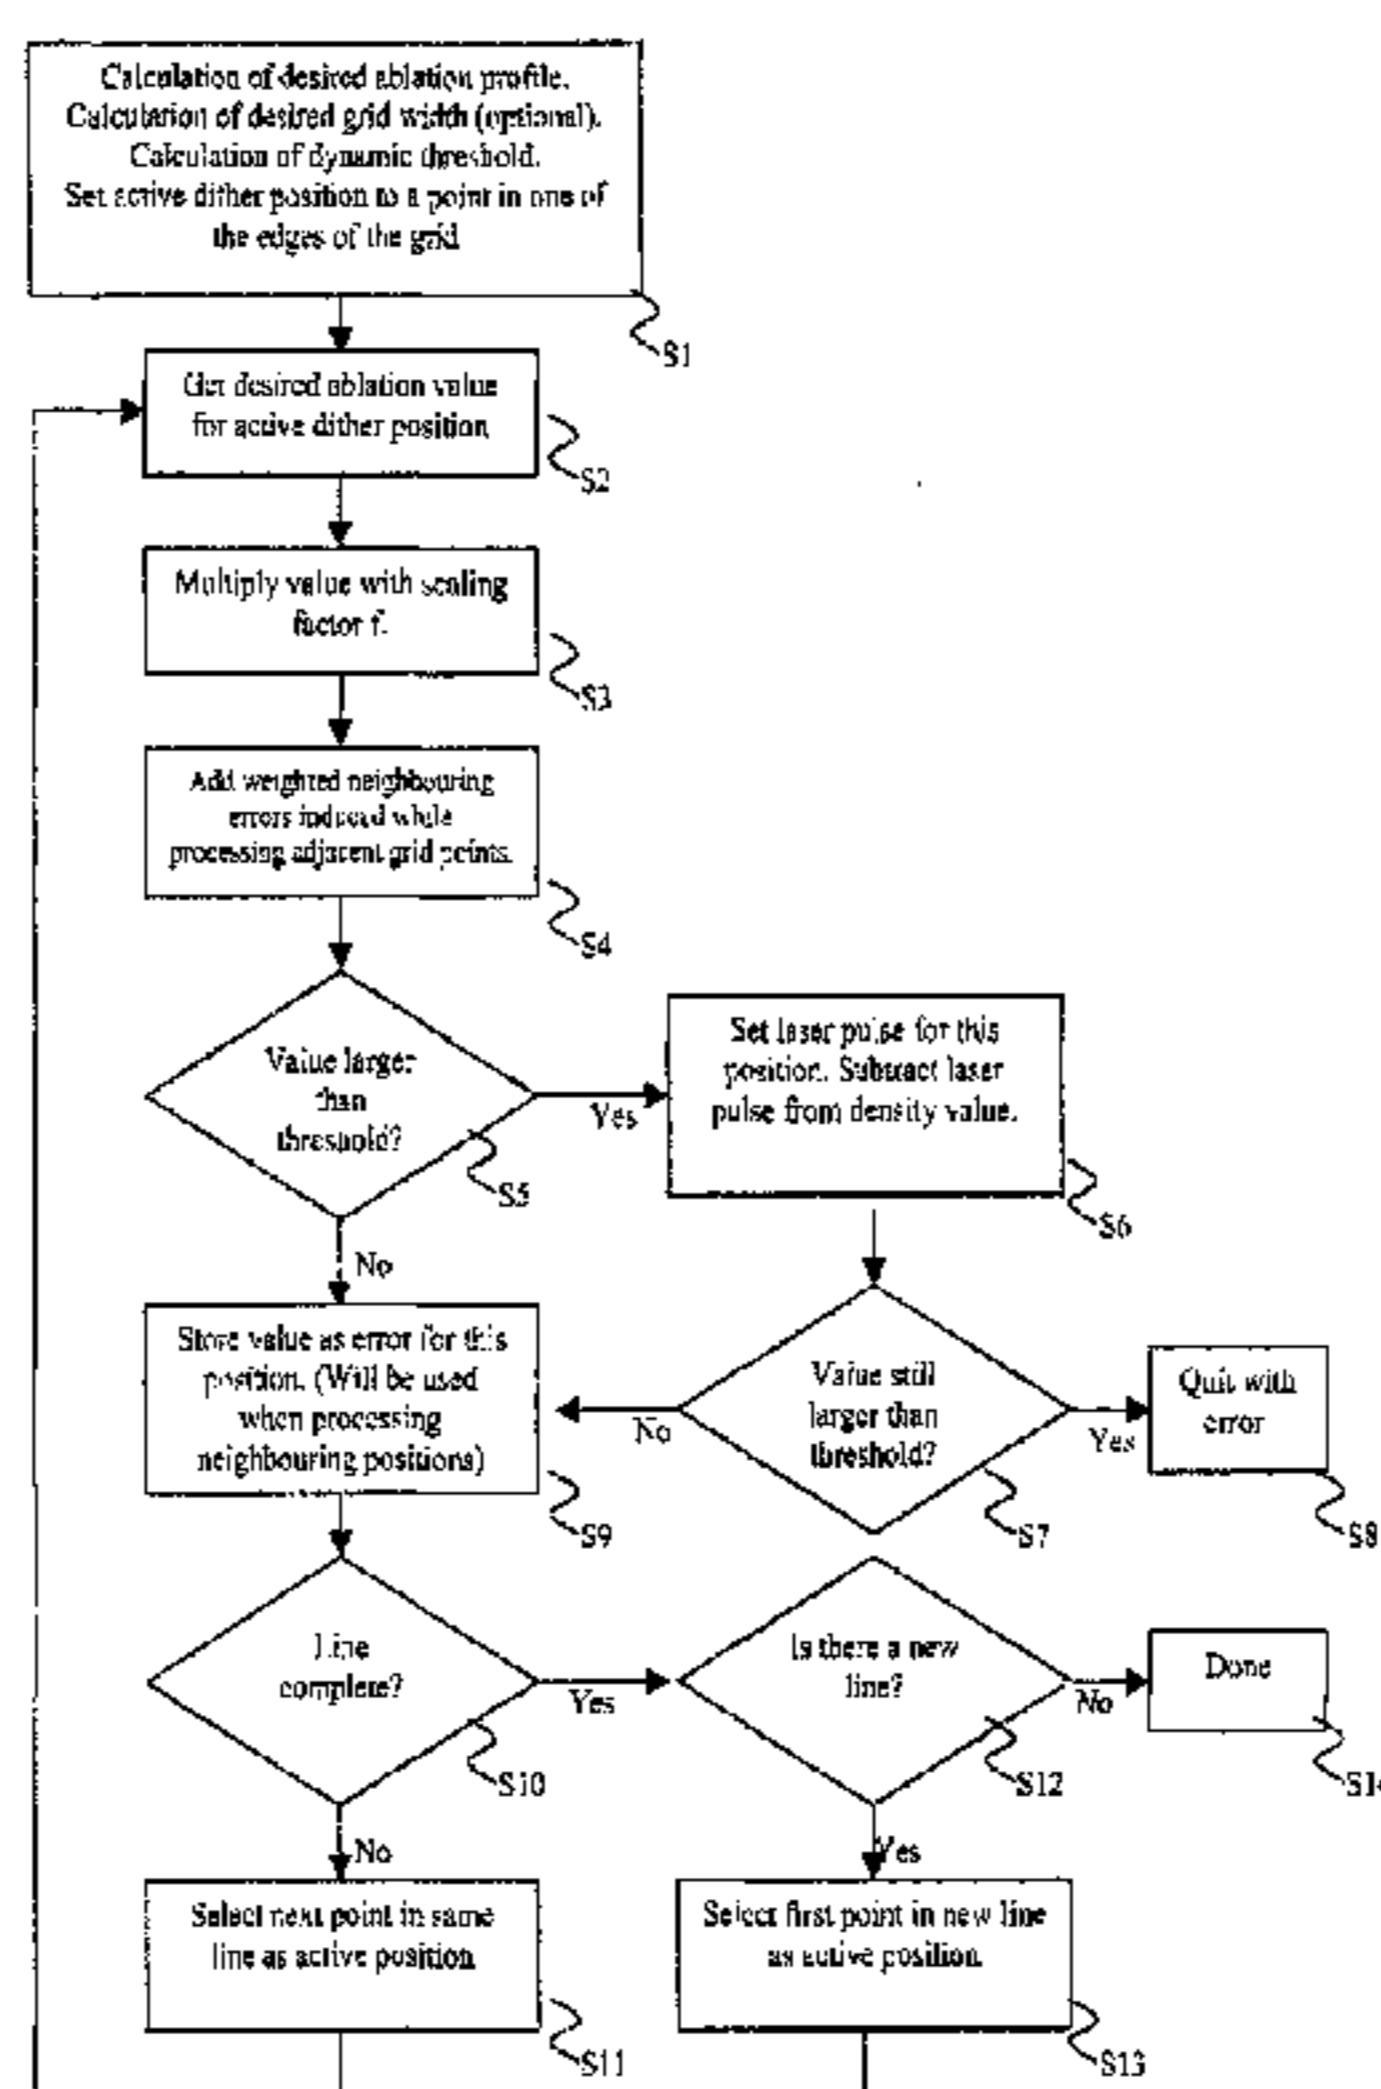 Calculation of desired ablation profile.
Calculation of desired grid width (optional).
Calculation of dynamic threshold.
Set active dither position to a point in one of
the edges of the grid
S1
Get desired ablation value
for active dither position
S2
Multiply value with scaling
factor f.
S3
Add weighted neighbouring
errors induced while
processing adjacent grid points.
S4
Value larger
than
threshold?
Yes
S5
Set laser pulse for this
position. Subtract laser
pulse from density value.
S6
No
Store value as error for this
position. (Will be used
when processing
neighbouring positions)
S9
Value still
larger than
threshold?
No
Yes
S7
Quit with
error
S8
Line
complete?
Yes
S10
Is there a new
line?
No
S12
Done
S14
No
Select next point in same
line as active position
S11
Yes
Select first point in new line
as active position
S13